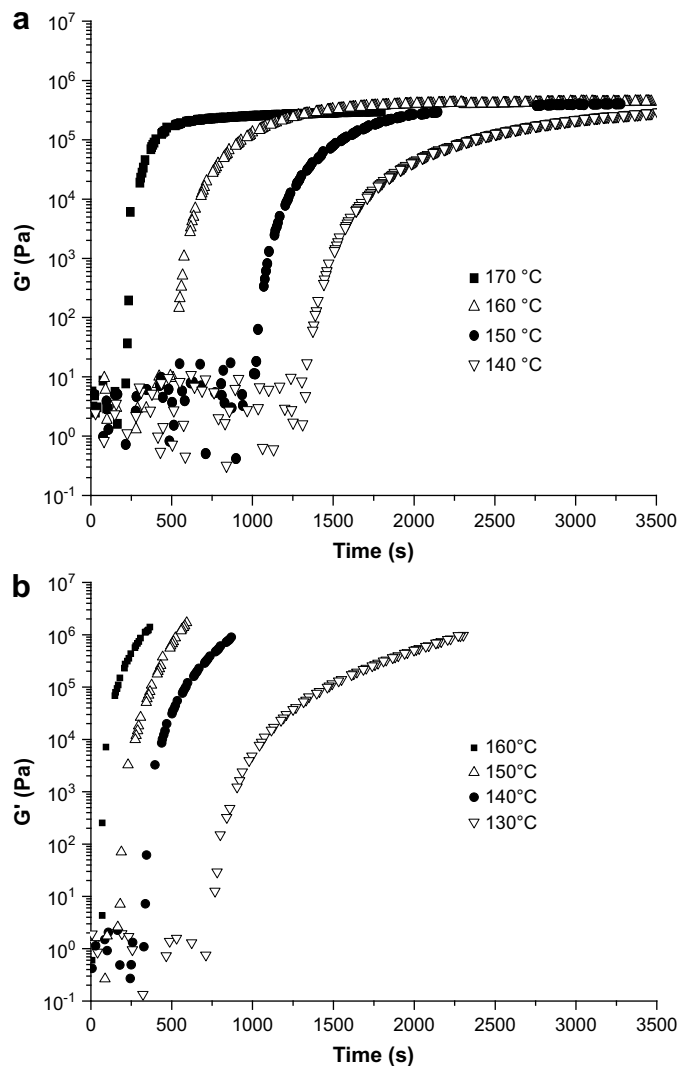 a
10^7
10^6
10^5
10^4
10^3
10^2
10^1
10^0
10^-1
G' (Pa)
■ 170 °C
△ 160 °C
● 150 °C
▽ 140 °C
0 500 1000 1500 2000 2500 3000 3500
Time (s)
b
10^7
10^6
10^5
10^4
10^3
10^2
10^1
10^0
10^-1
G' (Pa)
■ 160°C
△ 150°C
● 140°C
▽ 130°C
0 500 1000 1500 2000 2500 3000 3500
Time (s)